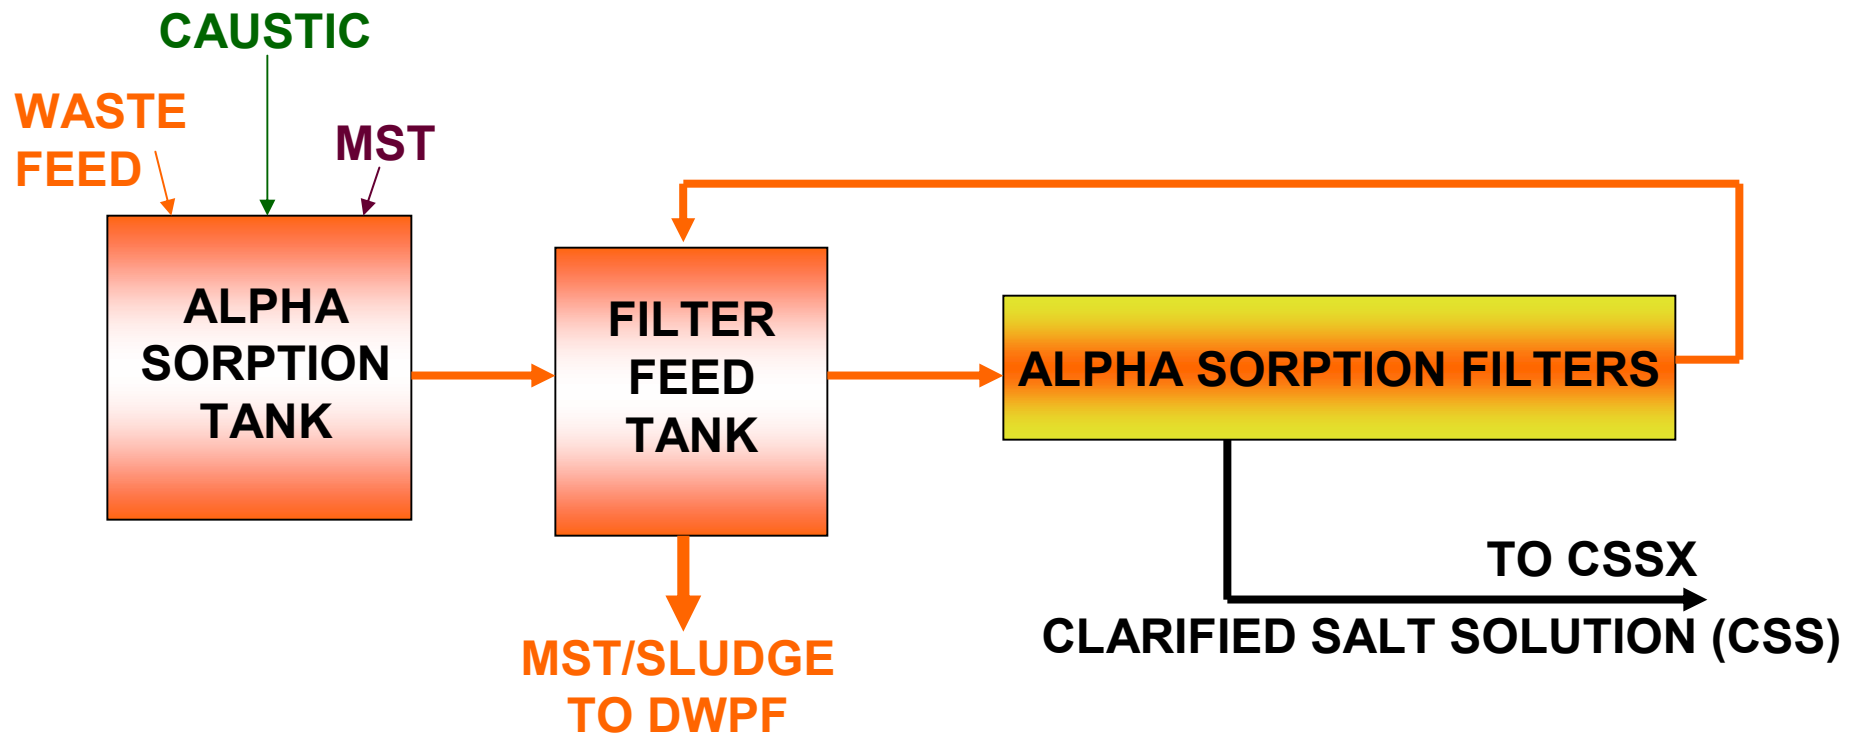 CAUSTIC
WASTE
FEED
MST
ALPHA
SORPTION
TANK
FILTER
FEED
TANK
ALPHA SORPTION FILTERS
TO CSSX
CLARIFIED SALT SOLUTION (CSS)
MST/SLUDGE
TO DWPF